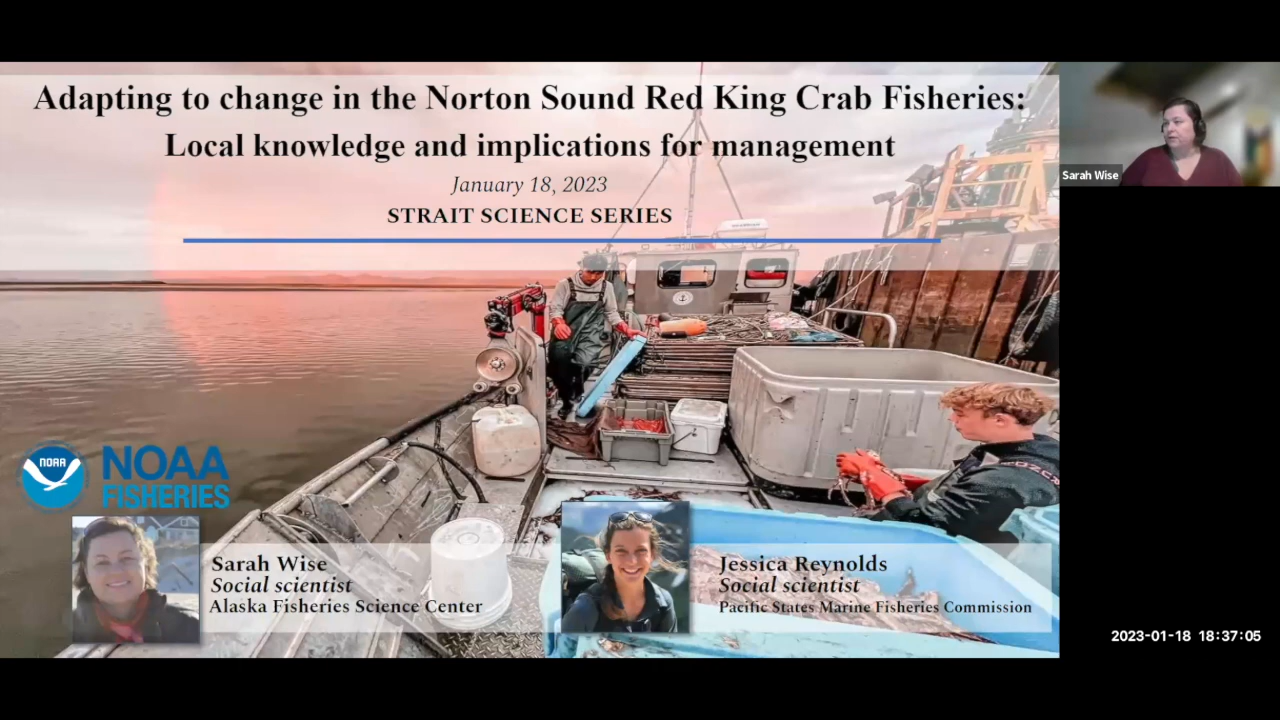 Adapting to change in the Norton Sound Red King Crab Fisheries:
Local knowledge and implications for management
January 18, 2023
STRAIT SCIENCE SERIES
Sarah Wise
NOAA
NOAA
FISHERIES
Sarah Wise
Social scientist
Alaska Fisheries Science Center
Jessica Reynolds
Social scientist
Pacific States Marine Fisheries Commission
2023-01-18 18:37:05